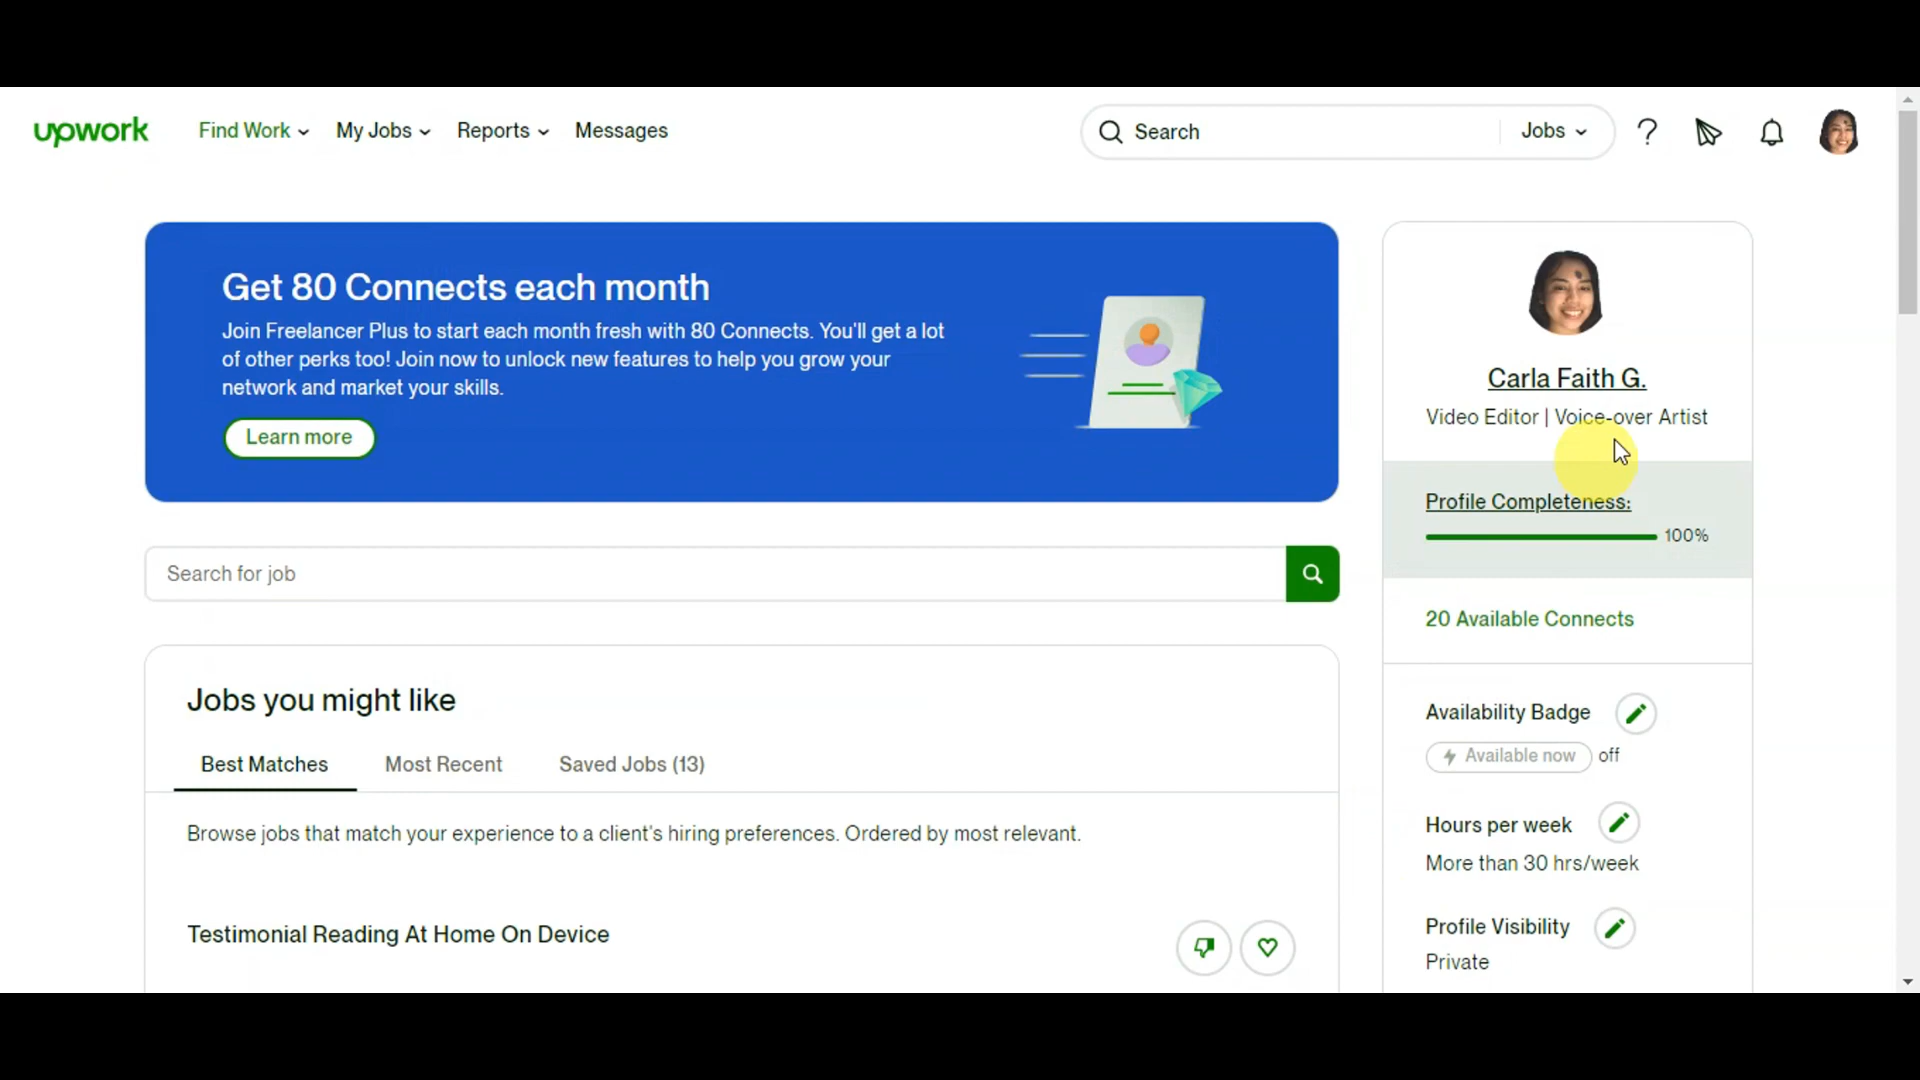 upwork
Find Work
My Jobs
Reports
Messages
Search
Jobs
Get 80 Connects each month
Join Freelancer Plus to start each month fresh with 80 Connects. You'll get a lot
of other perks too! Join now to unlock new features to help you grow your
network and market your skills.
Learn more
Search for job
Jobs you might like
Best Matches
Most Recent
Saved Jobs (13)
Browse jobs that match your experience to a client's hiring preferences. Ordered by most relevant.
Testimonial Reading At Home On Device
Carla Faith G.
Video Editor | Voice-over Artist
Profile Completeness:
100%
20 Available Connects
Availability Badge
Available now off
Hours per week
More than 30 hrs/week
Profile Visibility
Private